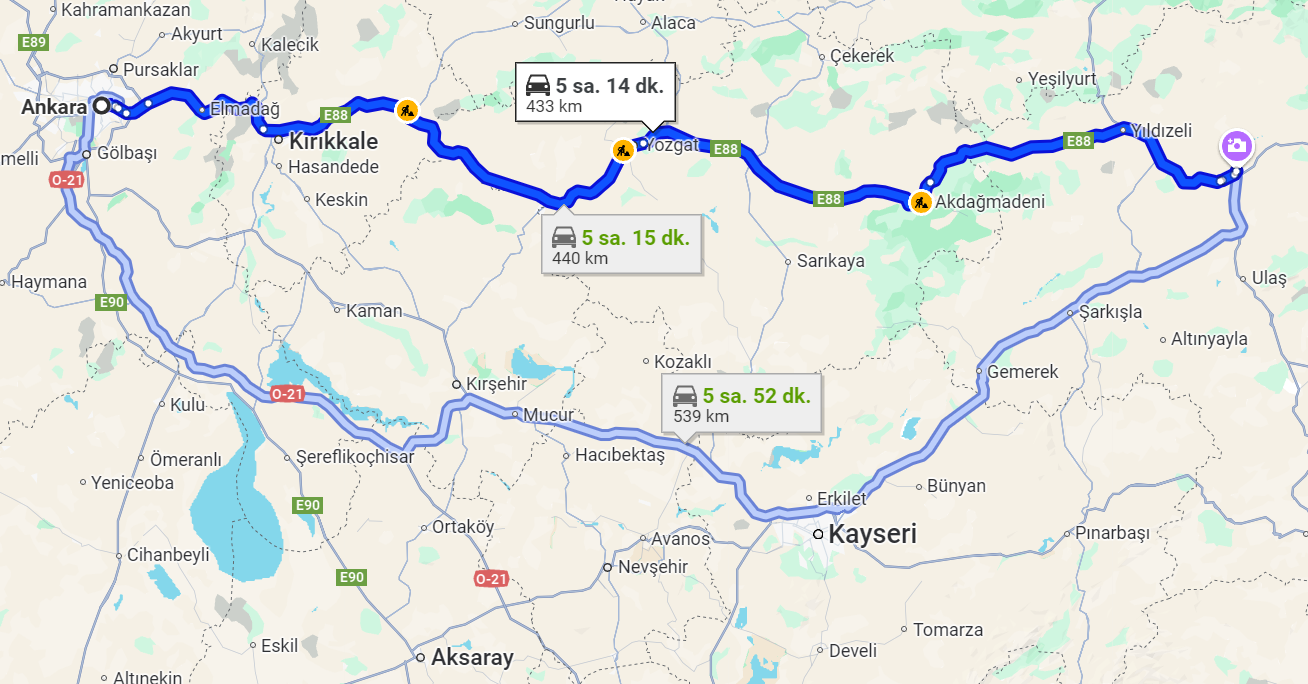 Kahramankazan
Sungurlu
Alaca
Akyurt
E89
Kalecik
Çekerek
Pursaklar
Yeşilyurt
5 sa. 14 dk.
433 km
Ankara
Elmadağ
E88
Yıldızeli
Kırıkkale
Yozgat
E88
E88
Gölbaşı
melli
Hasandede
O-21
Keskin
E88
Akdağmadeni
5 sa. 15 dk.
440 km
Sarıkaya
Haymana
Ulaş
E90
Kaman
Şarkışla
Altınyayla
Kozaklı
Gemerek
Kırşehir
O-21
5 sa. 52 dk.
539 km
Kulu
Mucur
Hacıbektaş
Şereflikoçhisar
Ömeranlı
Yeniceoba
Bünyan
Erkilet
E90
Ortaköy
Kayseri
Pınarbaşı
Avanos
Cihanbeyli
Nevşehir
E90
O-21
Tomarza
Eskil
Develi
Aksaray
Altınekin